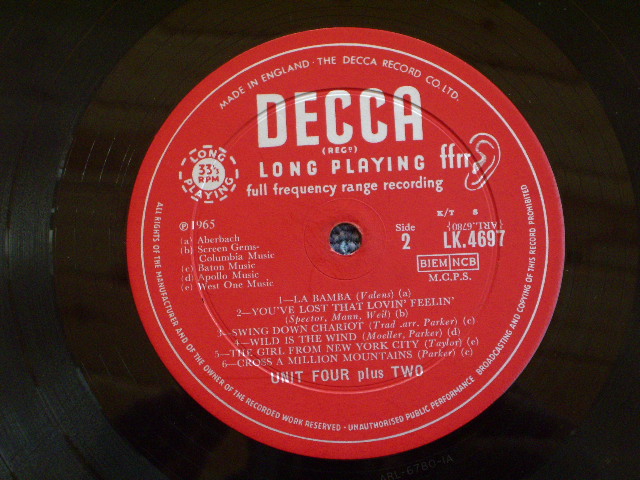 MADE IN ENGLAND · THE DECCA RECORD CO. LTD.
DECCA
(REGD)
LONG PLAYING
33⅓ RPM
LONG PLAYING ffrr
full frequency range recording
℗ 1965
(a) Aberbach
(b) Screen Gems-
Columbia Music
(c) Baton Music
(d) Apollo Music
(e) West One Music
K/T S
Side {ARL.6780}
2 LK.4697
BIEM NCB
M.C.P.S.
1—LA BAMBA (Valens) (a)
2—YOU'VE LOST THAT LOVIN' FEELIN'
(Spector, Mann, Weil) (b)
3—SWING DOWN CHARIOT (Trad .arr. Parker) (c)
4—WILD IS THE WIND (Moeller, Parker) (d)
5—THE GIRL FROM NEW YORK CITY (Taylor) (e)
6—CROSS A MILLION MOUNTAINS (Parker) (c)
UNIT FOUR plus TWO
ALL RIGHTS OF THE MANUFACTURER AND OF THE OWNER OF THE RECORDED WORK RESERVED · UNAUTHORISED PUBLIC PERFORMANCE BROADCASTING AND COPYING OF THIS RECORD PROHIBITED
ARL-6780-1A